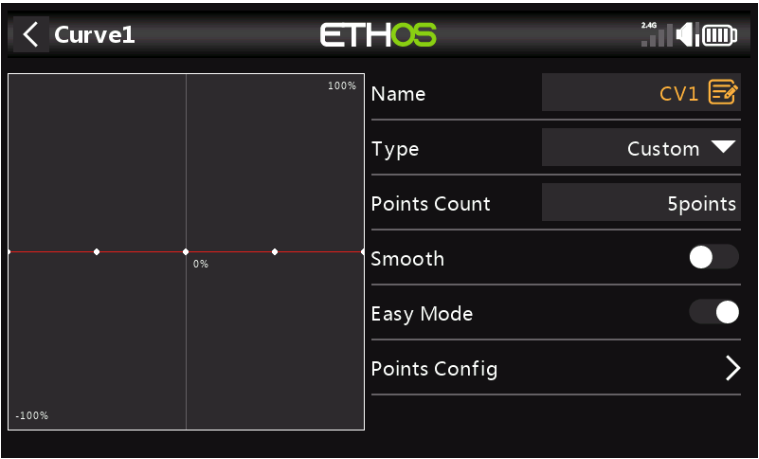 Curve1
ETHOS
2.4G
100%
0%
-100%
Name
CV1
Type
Custom
Points Count
5points
Smooth
Easy Mode
Points Config